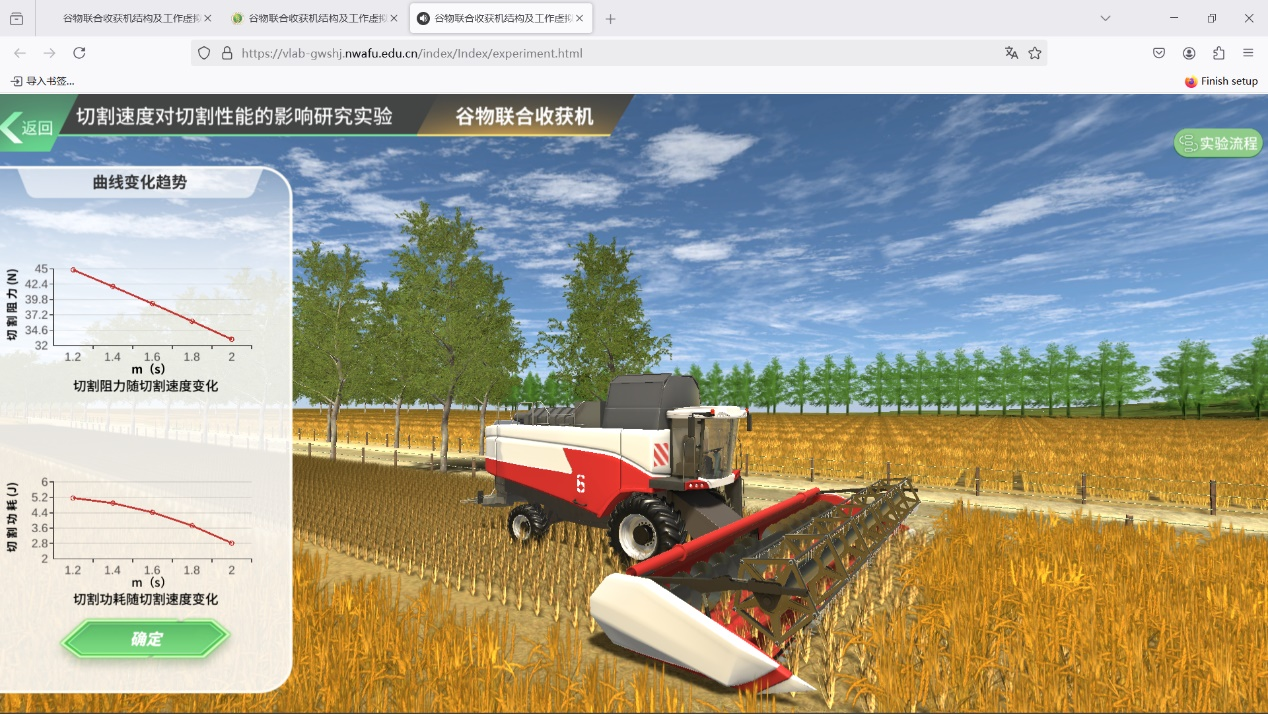 谷物联合收获机结构及工作虚拟
谷物联合收获机结构及工作虚拟
谷物联合收获机结构及工作虚拟
https://vlab-gwshj.nwafu.edu.cn/index/Index/experiment.html
导入书签...
Finish setup
返回
切割速度对切割性能的影响研究实验
谷物联合收获机
实验流程
曲线变化趋势
切割阻力(N)
45
42.4
39.8
37.2
34.6
32
1.2 1.4 1.6 1.8 2
m（s）
切割阻力随切割速度变化
切割功耗(J)
6
5.2
4.4
3.6
2.8
2
1.2 1.4 1.6 1.8 2
m（s）
切割功耗随切割速度变化
确定
6